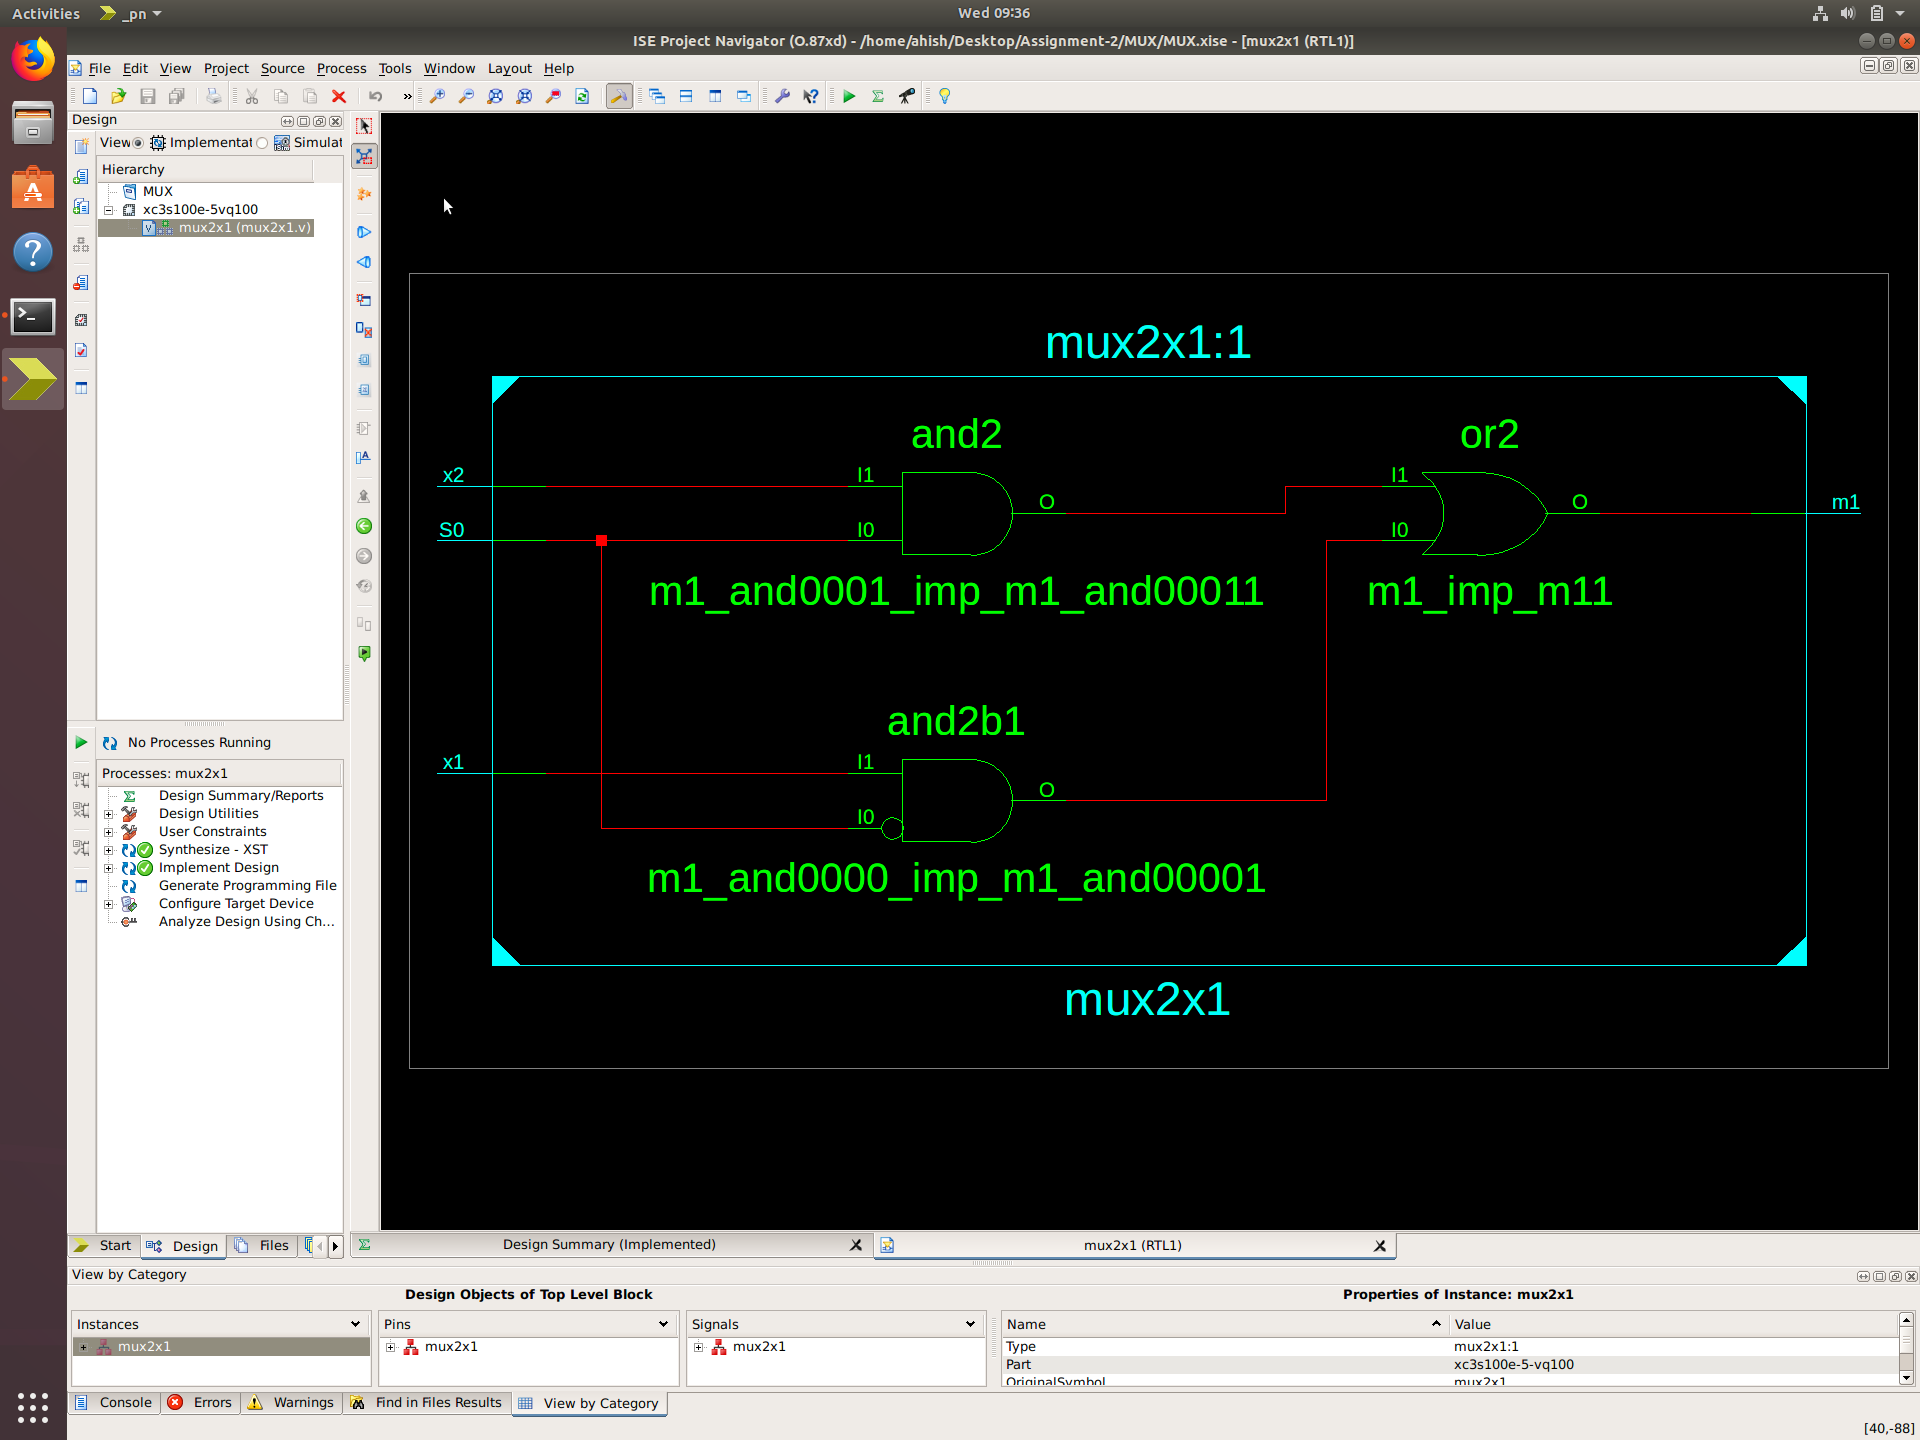 Activities
_pn
Wed 09:36
ISE Project Navigator (O.87xd) - /home/ahish/Desktop/Assignment-2/MUX/MUX.xise - [mux2x1 (RTL1)]
File Edit View Project Source Process Tools Window Layout Help
Design
View Implementat Simulat
Hierarchy
MUX
xc3s100e-5vq100
mux2x1 (mux2x1.v)
No Processes Running
Processes: mux2x1
Design Summary/Reports
Design Utilities
User Constraints
Synthesize - XST
Implement Design
Generate Programming File
Configure Target Device
Analyze Design Using Ch...
Start Design Files
mux2x1:1
and2 or2
x2 I1 I1
O O m1
S0 I0 I0
m1_and0001_imp_m1_and00011 m1_imp_m11
and2b1
x1 I1
O
I0
m1_and0000_imp_m1_and00001
mux2x1
Design Summary (Implemented) mux2x1 (RTL1)
View by Category
Design Objects of Top Level Block Properties of Instance: mux2x1
Instances Pins Signals Name Value
mux2x1 mux2x1 mux2x1 Type mux2x1:1
Part xc3s100e-5-vq100
OriginalSymbol mux2x1
Console Errors Warnings Find in Files Results View by Category
[40,-88]